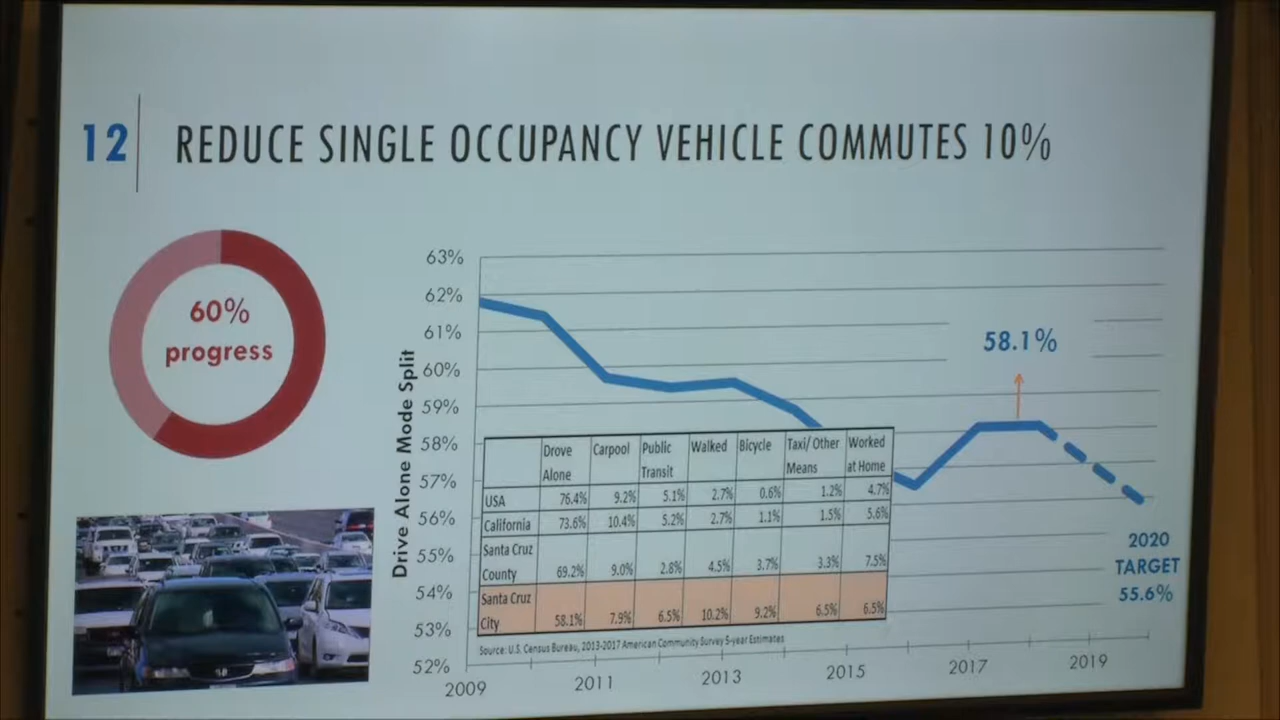 12
REDUCE SINGLE OCCUPANCY VEHICLE COMMUTES 10%
60%
progress
Drive Alone Mode Split
63%
62%
61%
60%
59%
58%
57%
56%
55%
54%
53%
52%
2009
2011
2013
2015
2017
2019
58.1%
2020
TARGET
55.6%
Drove Alone Carpool Public Transit Walked Bicycle Taxi/ Other Means Worked at Home
USA 76.4% 9.2% 5.1% 2.7% 0.6% 1.2% 4.7%
California 73.6% 10.4% 5.2% 2.7% 1.1% 1.5% 5.6%
Santa Cruz County 69.2% 9.0% 2.8% 4.5% 3.7% 3.3% 7.5%
Santa Cruz City 58.1% 7.9% 6.5% 10.2% 9.2% 6.5% 6.5%
Source: U.S. Census Bureau, 2013-2017 American Community Survey 5-year Estimates